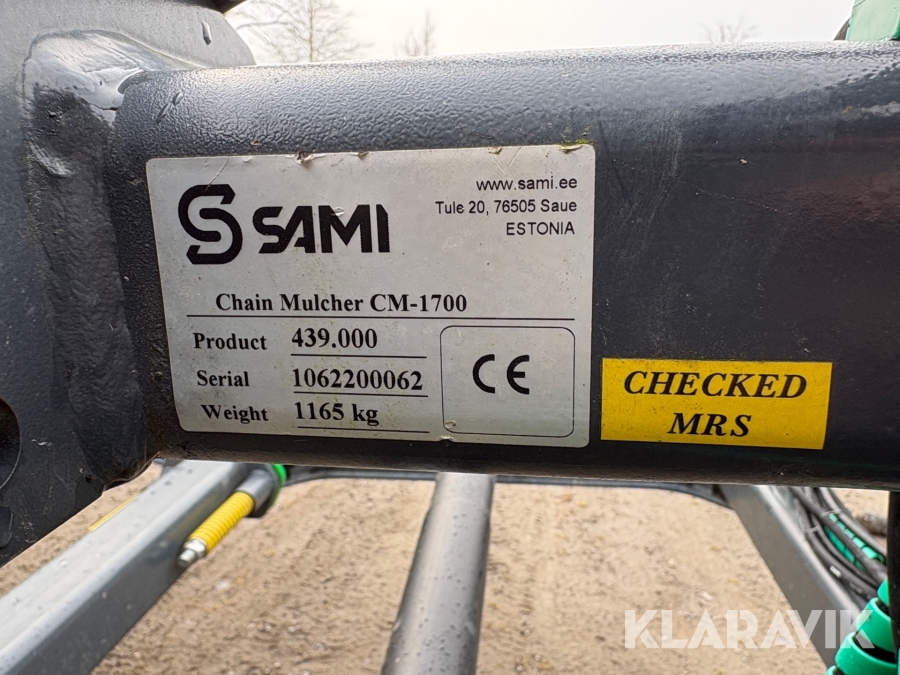 SAMI
www.sami.ee
Tule 20, 76505 Saue
ESTONIA
Chain Mulcher CM-1700
Product 439.000
Serial 1062200062
Weight 1165 kg
CE
CHECKED
MRS
KLARAVIK